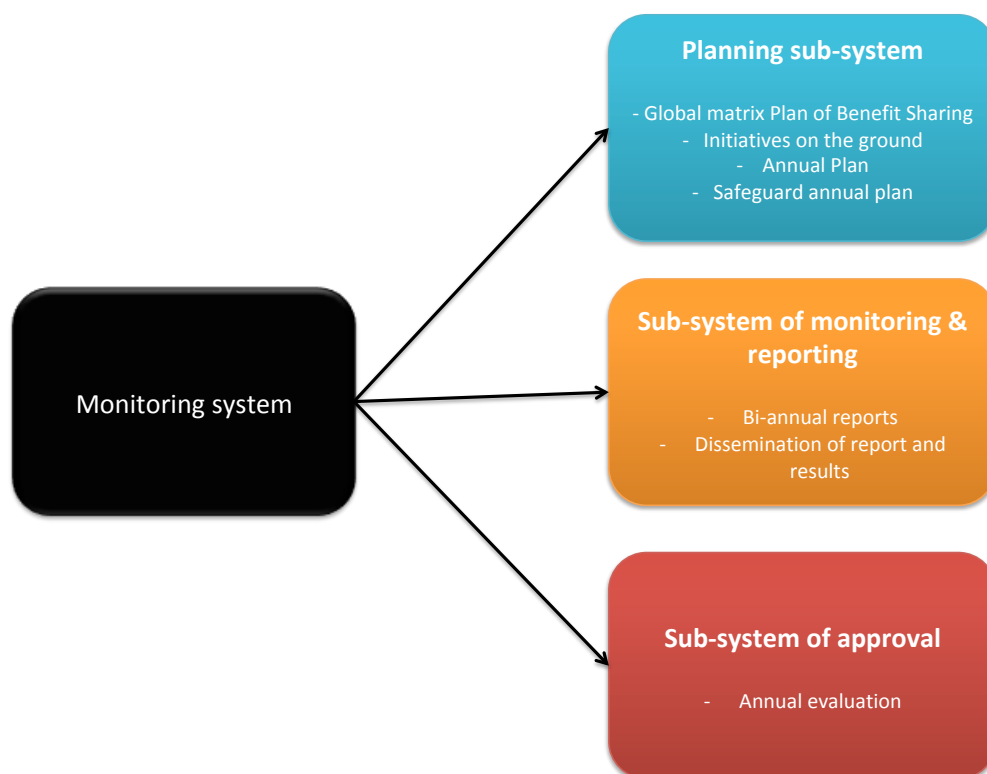 Planning sub-system
- Global matrix Plan of Benefit Sharing
- Initiatives on the ground
- Annual Plan
- Safeguard annual plan
Monitoring system
Sub-system of monitoring &
reporting
- Bi-annual reports
- Dissemination of report and
results
Sub-system of approval
- Annual evaluation